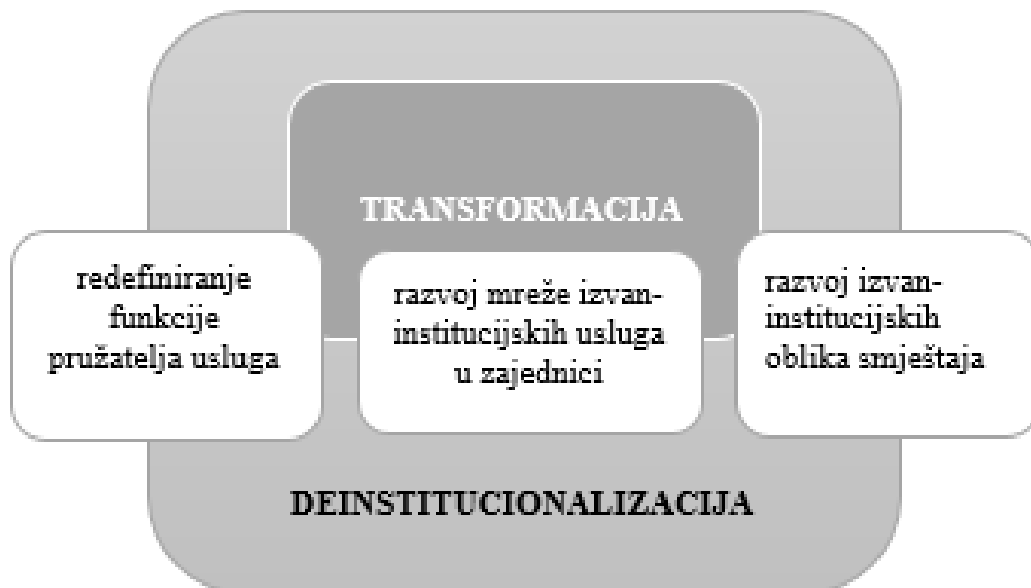 TRANSFORMACIJA
redefiniranje
funkcije
pružatelja usluga
razvoj mreže izvan-
institucijskih usluga
u zajednici
razvoj izvan-
institucijskih
oblika smještaja
DEINSTITUCIONALIZACIJA